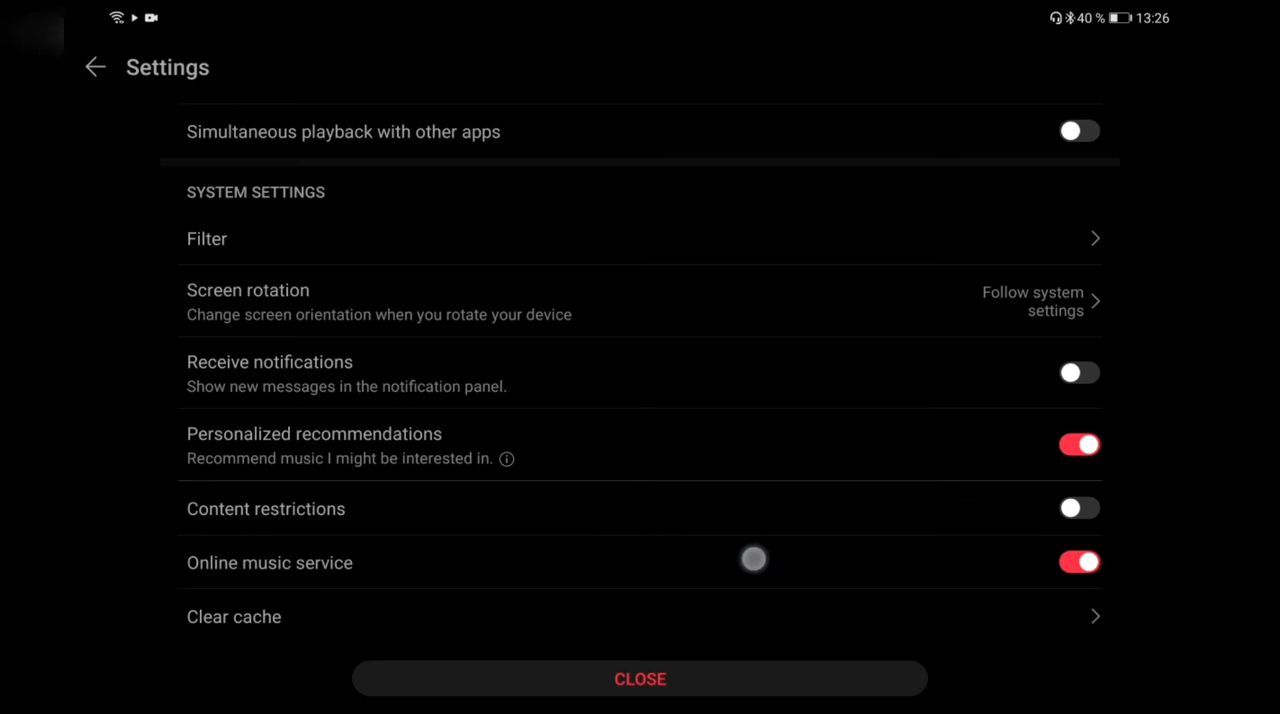 40 % 13:26
Settings
Simultaneous playback with other apps
SYSTEM SETTINGS
Filter
Screen rotation
Change screen orientation when you rotate your device
Follow system
settings
Receive notifications
Show new messages in the notification panel.
Personalized recommendations
Recommend music I might be interested in.
Content restrictions
Online music service
Clear cache
CLOSE